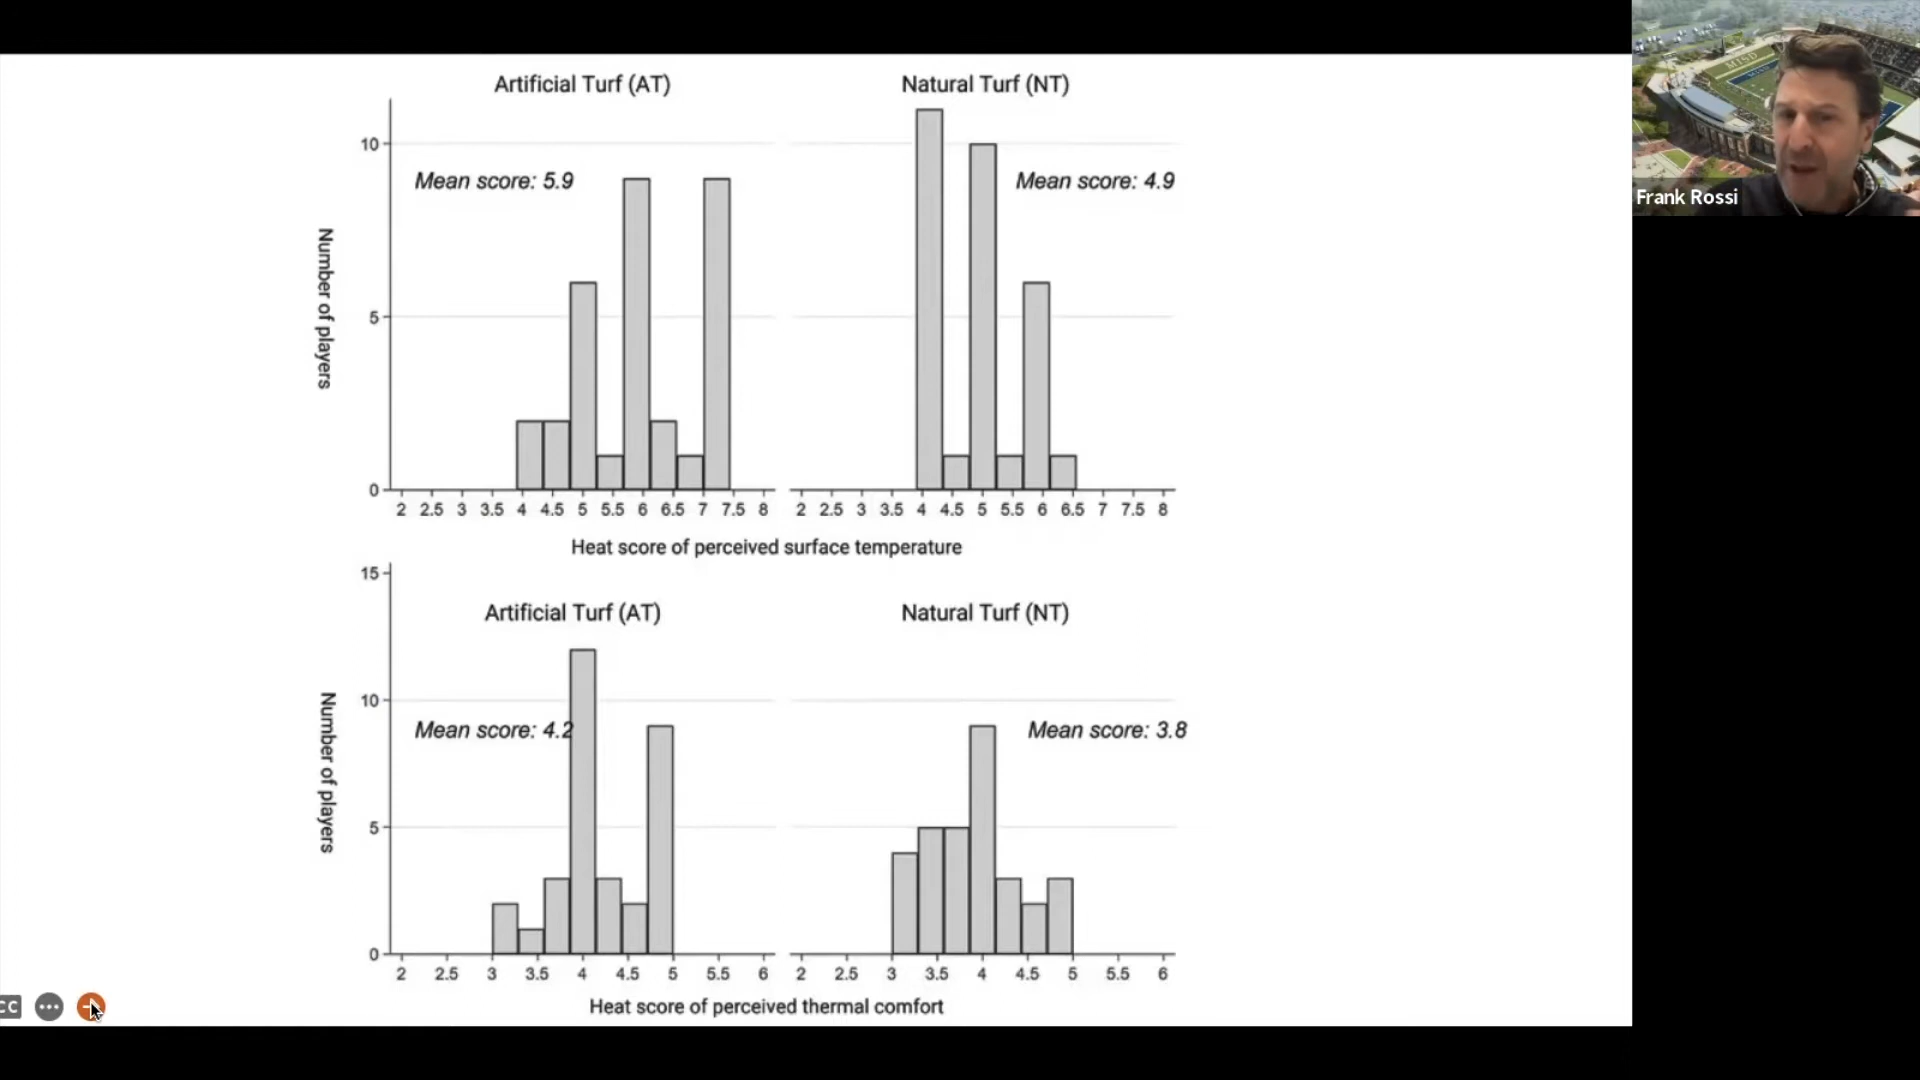 Artificial Turf (AT)
Natural Turf (NT)
10
Mean score: 5.9
Mean score: 4.9
Number of players
5
0
2 2.5 3 3.5 4 4.5 5 5.5 6 6.5 7 7.5 8
2 2.5 3 3.5 4 4.5 5 5.5 6 6.5 7 7.5 8
Heat score of perceived surface temperature
15
Artificial Turf (AT)
Natural Turf (NT)
10
Mean score: 4.2
Mean score: 3.8
Number of players
5
0
2 2.5 3 3.5 4 4.5 5 5.5 6
2 2.5 3 3.5 4 4.5 5 5.5 6
Heat score of perceived thermal comfort
CC
MISD
Frank Rossi